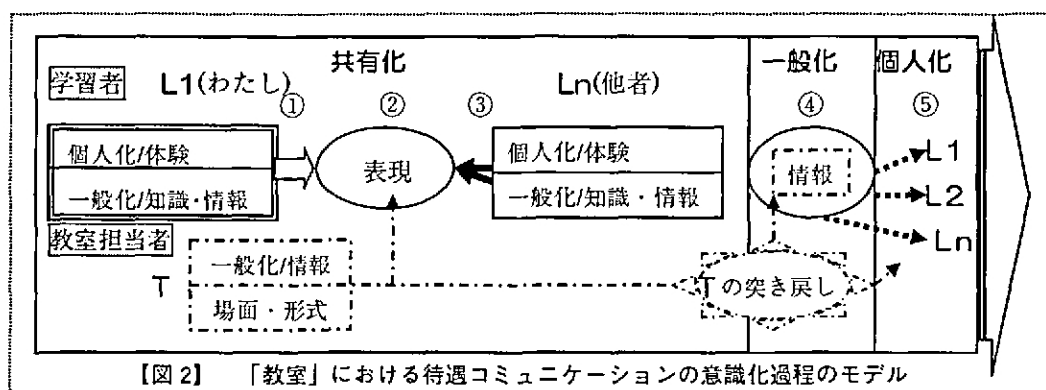 共有化
一般化
個人化
学習者
L1(わたし)
Ln(他者)
①
②
③
④
⑤
個人化/体験
一般化/知識・情報
表現
個人化/体験
一般化/知識・情報
情報
L1
L2
Ln
教室担当者
T
一般化/情報
場面・形式
Tの突き戻し
【図2】 「教室」における待遇コミュニケーションの意識化過程のモデル